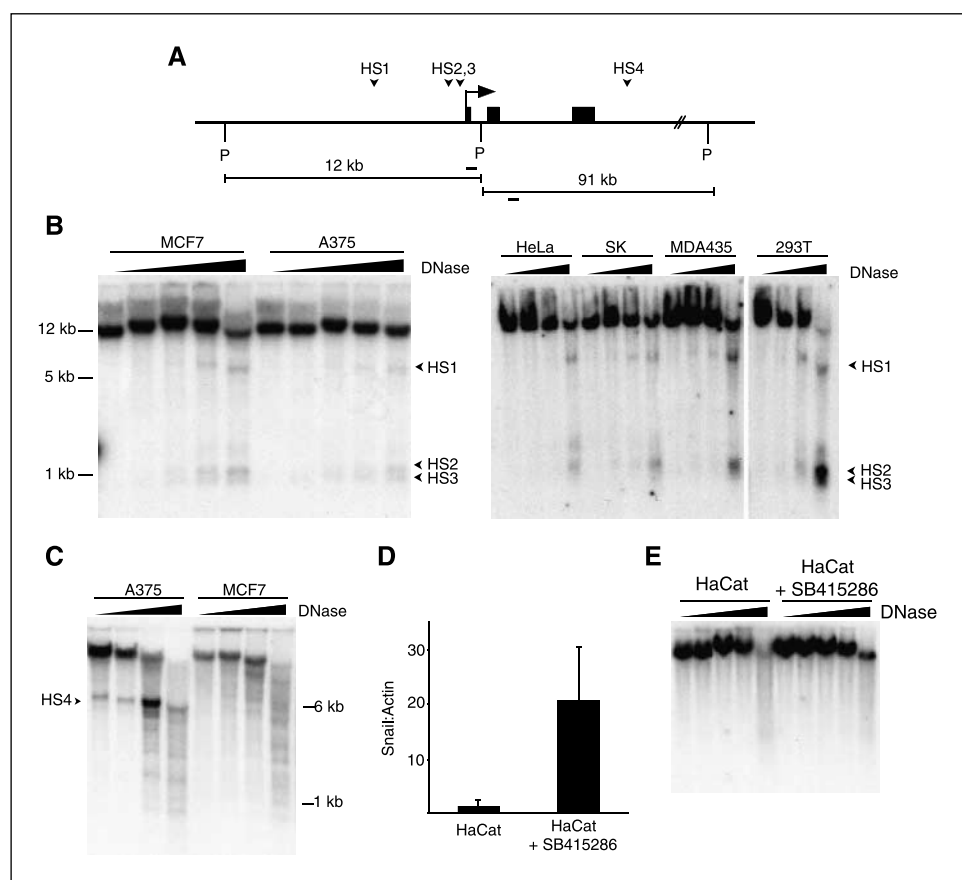 A
HS1 HS2,3 HS4
P P P
12 kb
91 kb
B
MCF7 A375
DNase
12 kb
5 kb
1 kb
HS1
HS2
HS3
HeLa SK MDA435 293T
DNase
HS1
HS2
HS3
C
A375 MCF7
DNase
HS4
6 kb
1 kb
D
Snail:Actin
30
20
10
HaCat
HaCat
+ SB415286
E
HaCat
HaCat
+ SB415286
DNase